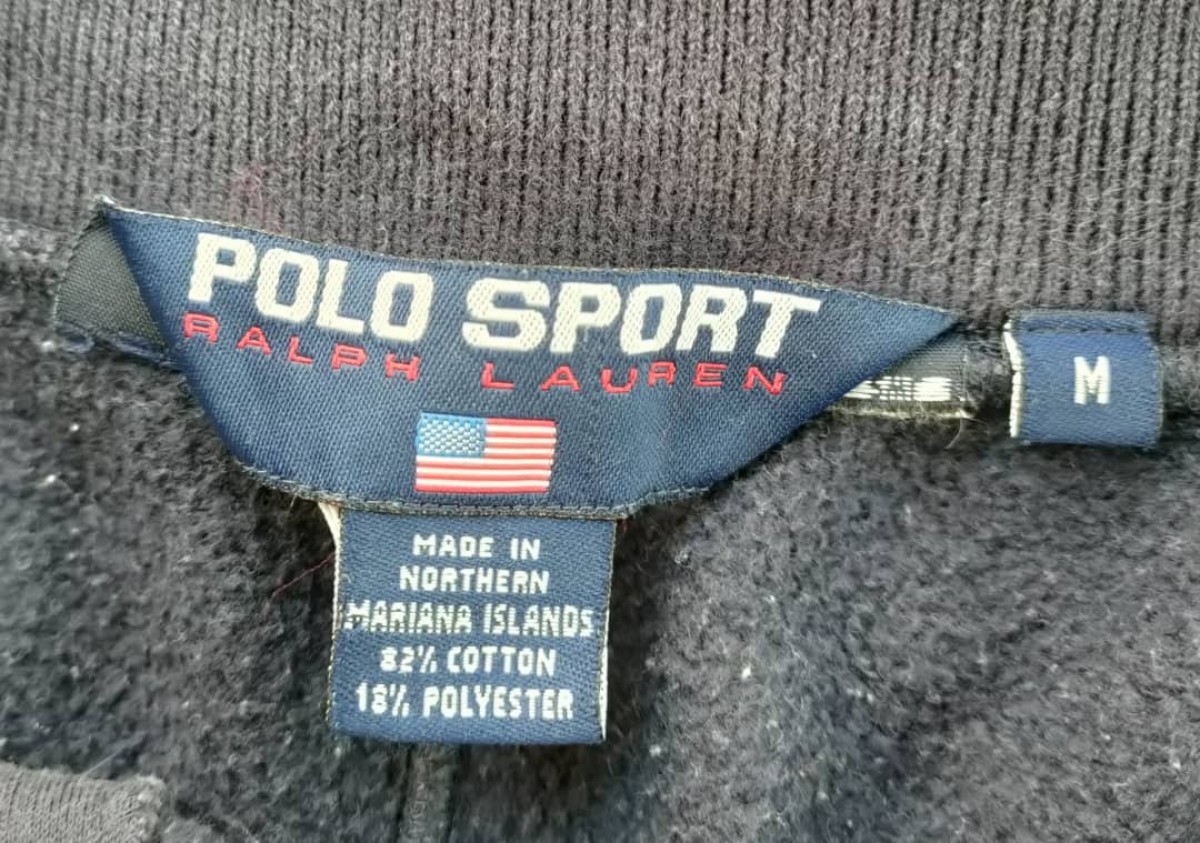 POLO SPORT
RALPH LAUREN
M
MADE IN
NORTHERN
MARIANA ISLANDS
82% COTTON
18% POLYESTER